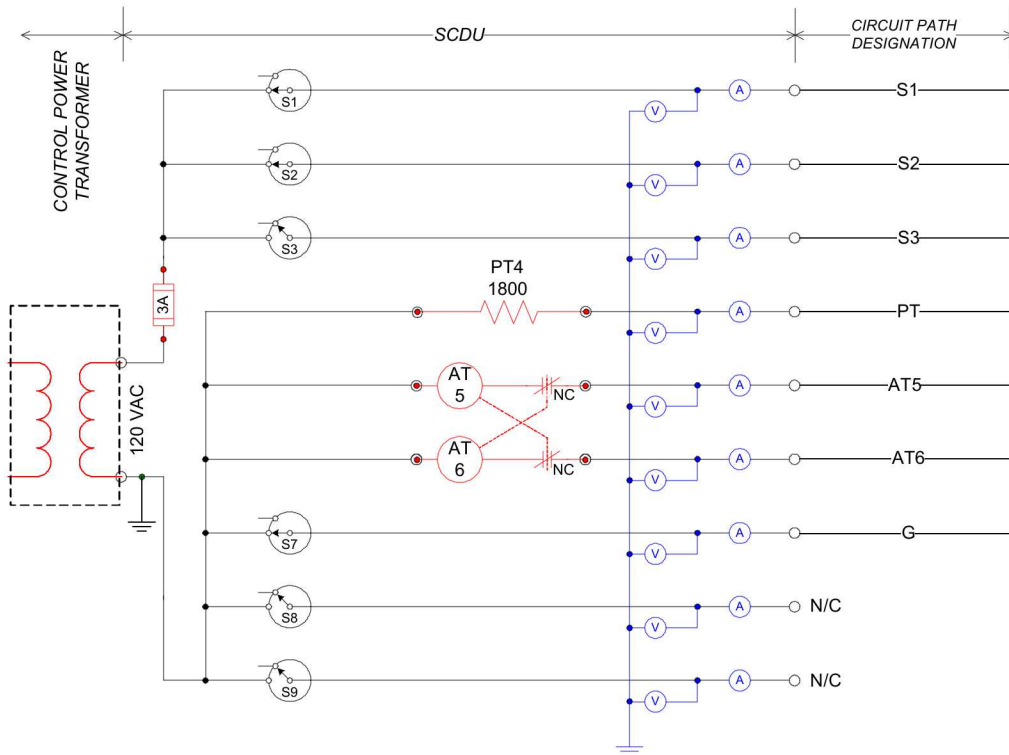 SCDU
CIRCUIT PATH
DESIGNATION
CONTROL POWER
TRANSFORMER
S1
V
A
S1
S2
V
A
S2
S3
V
A
S3
3A
PT4
1800
V
A
PT
120 VAC
AT
5
NC
V
A
AT5
AT
6
NC
V
A
AT6
S7
V
A
G
S8
V
A
N/C
S9
V
A
N/C